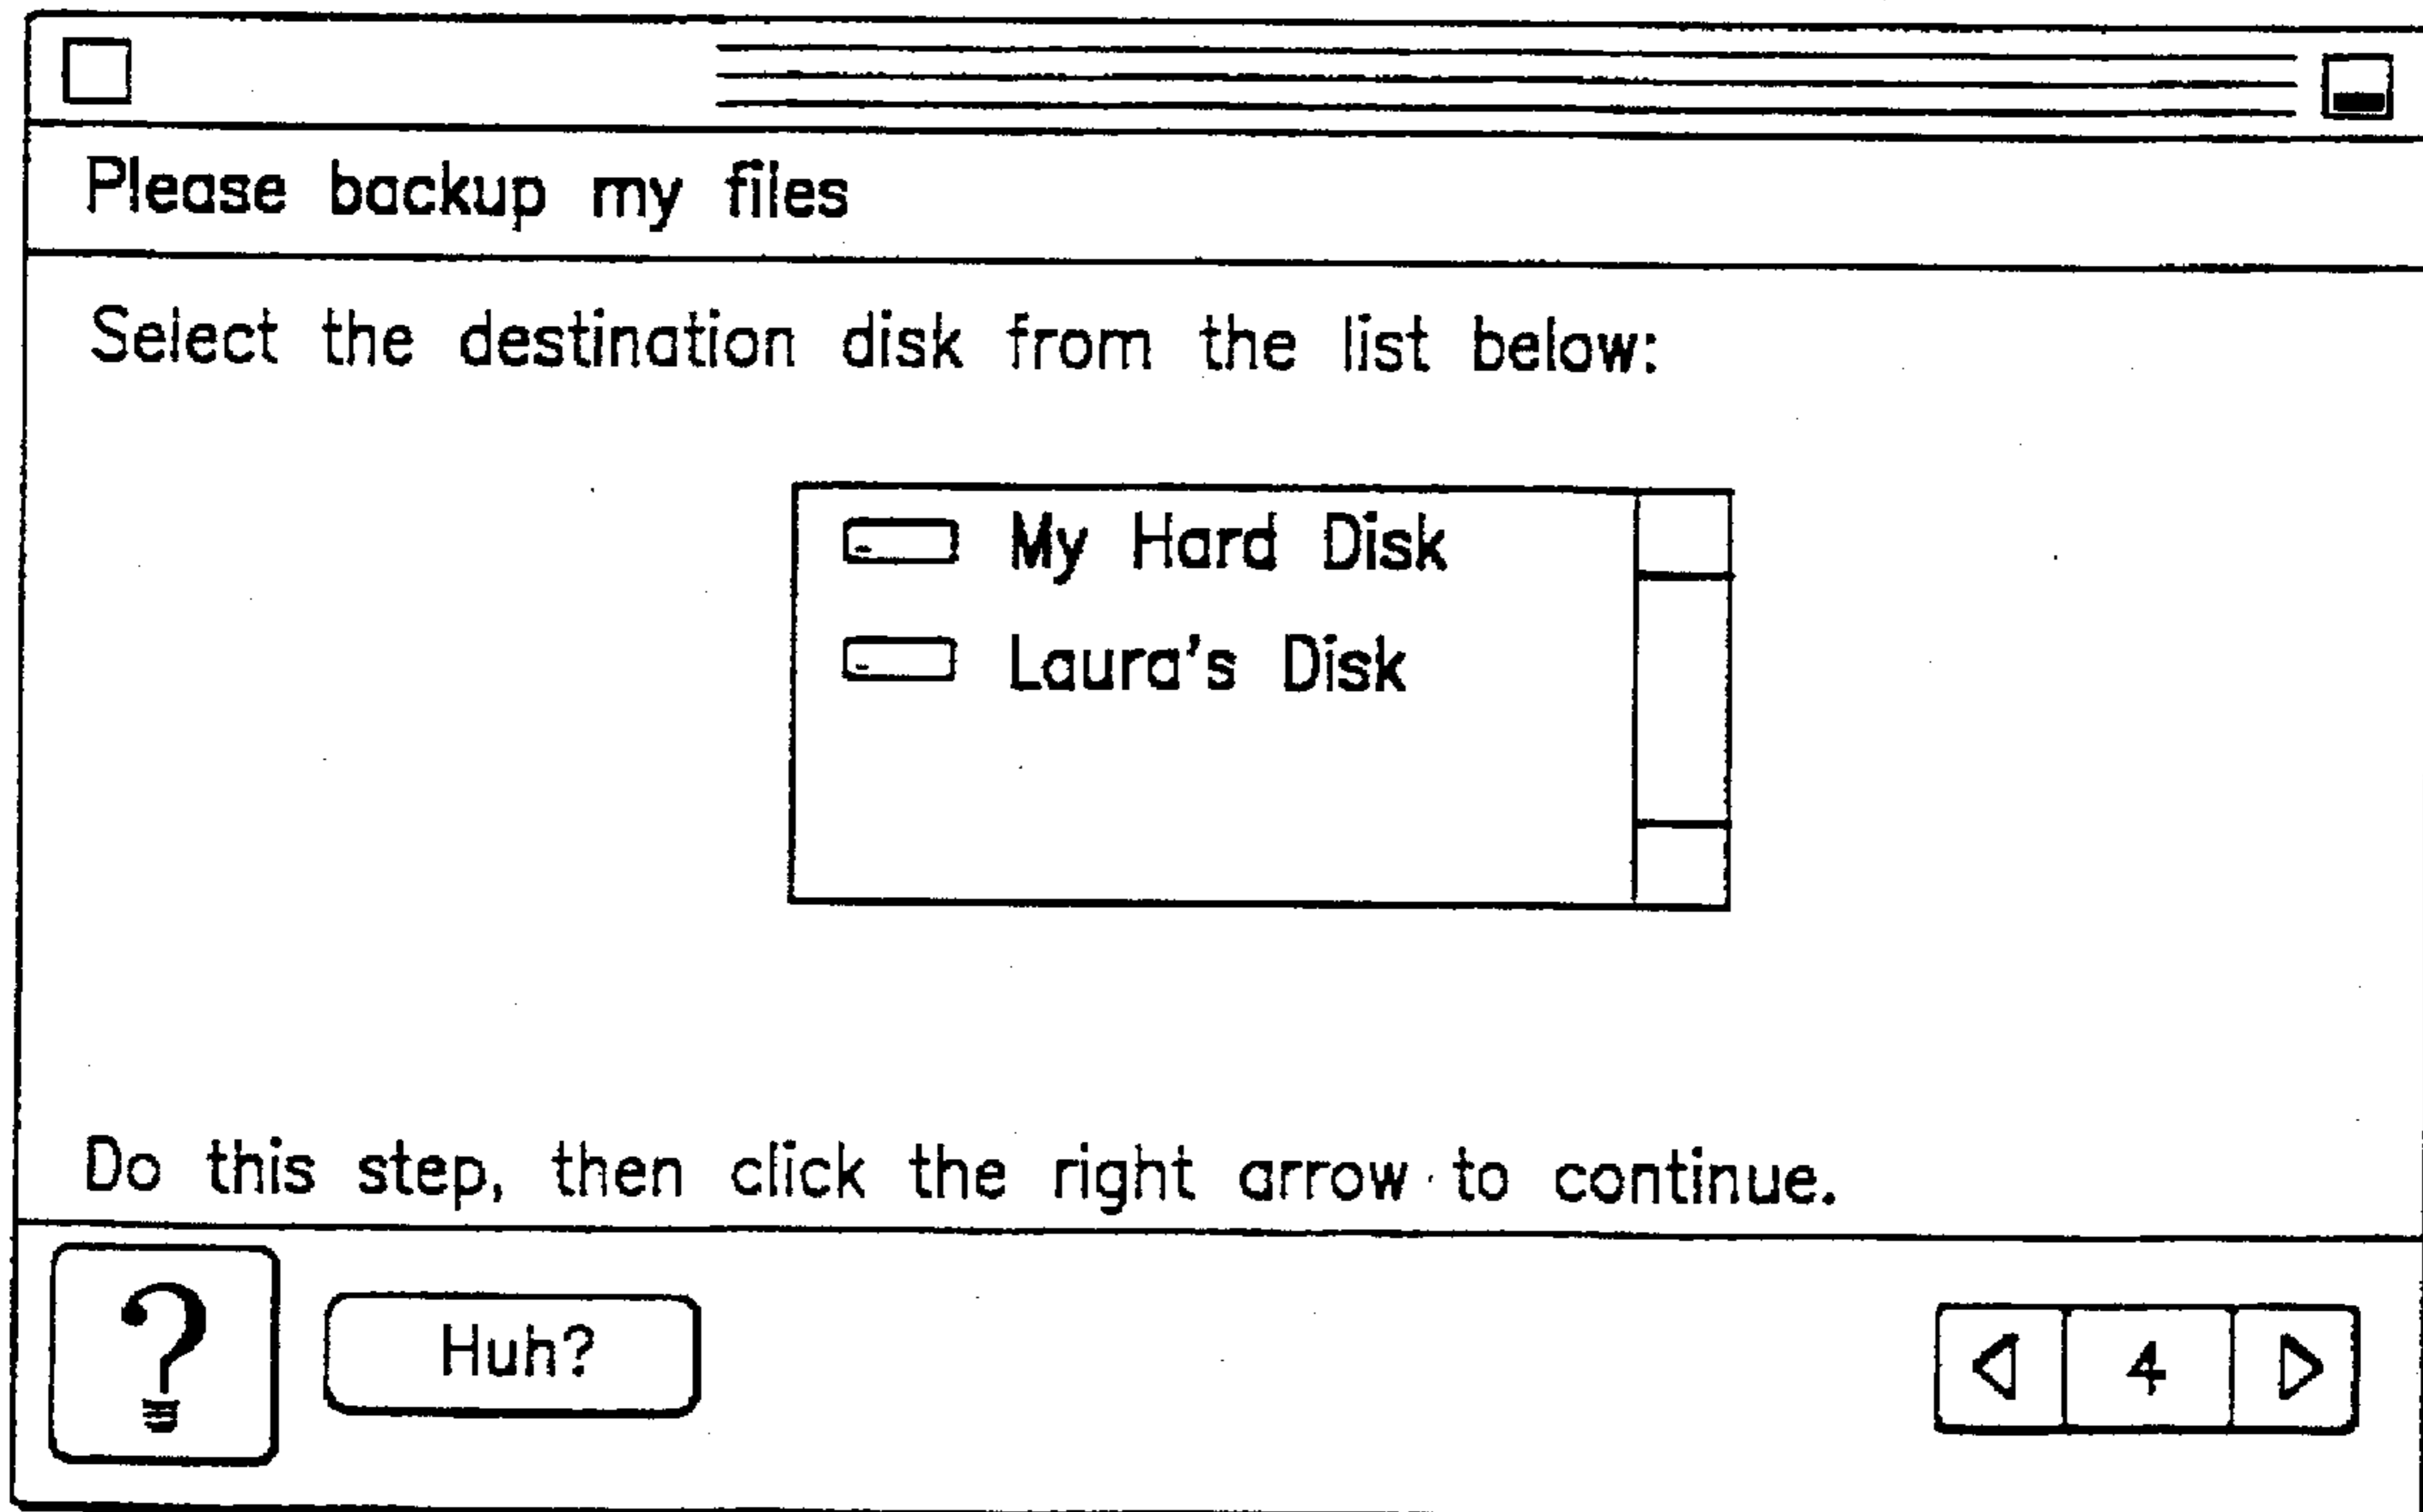 Please backup my files
Select the destination disk from the list below:
My Hard Disk
Laura's Disk
Do this step, then click the right arrow to continue.
?
Huh?
4